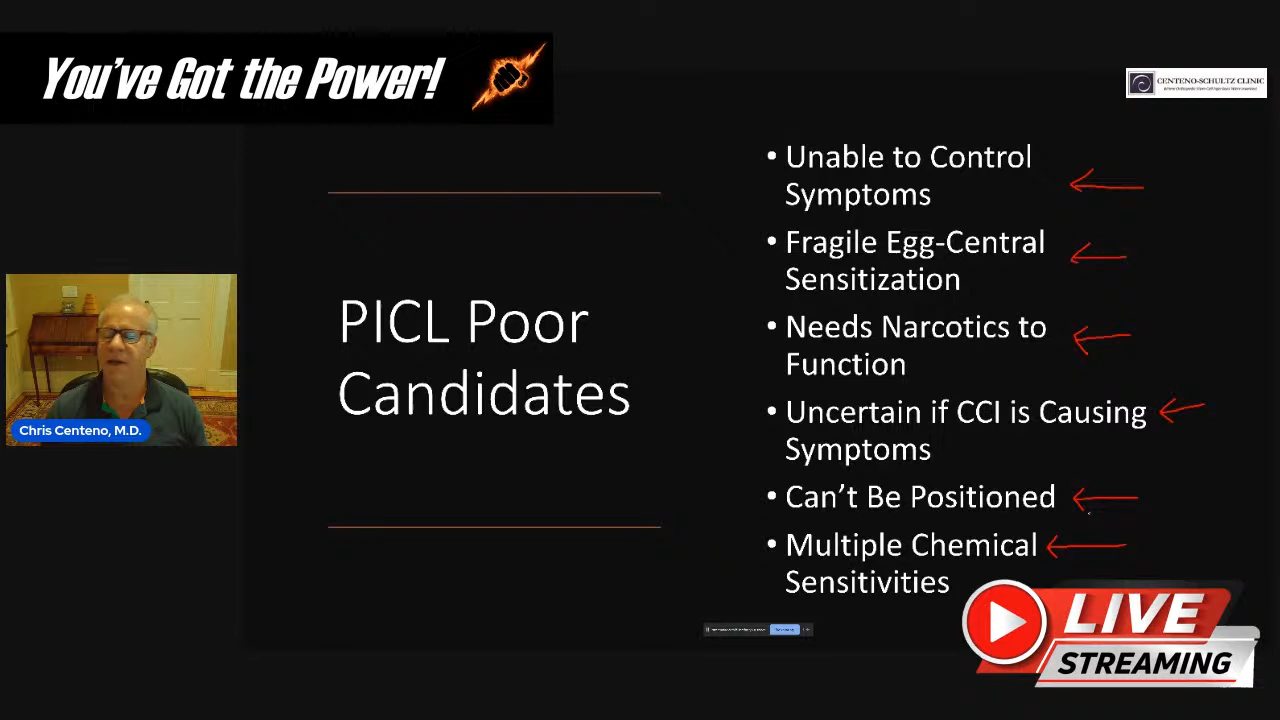 You've Got the Power!
CENTENO-SCHULTZ CLINIC
• Unable to Control
Symptoms
• Fragile Egg-Central
Sensitization
• Needs Narcotics to
Function
• Uncertain if CCI is Causing
Symptoms
• Can't Be Positioned
• Multiple Chemical
Sensitivities
PICL Poor
Candidates
Chris Centeno, M.D.
LIVE
STREAMING